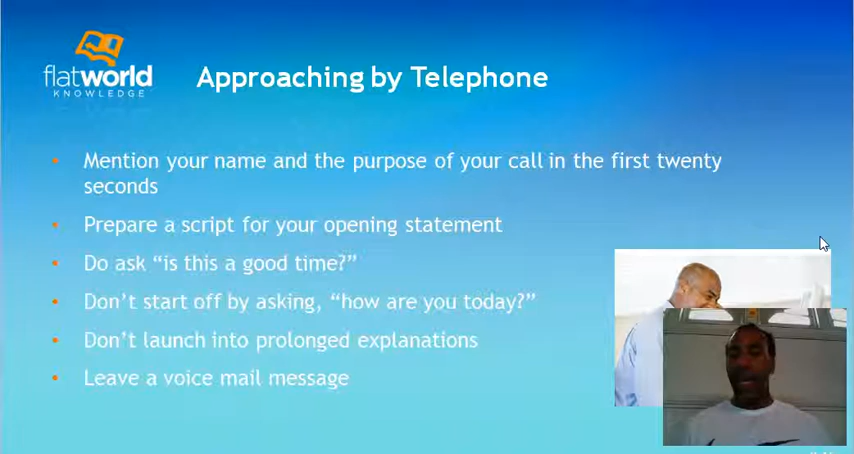 flatworld
KNOWLEDGE
Approaching by Telephone
• Mention your name and the purpose of your call in the first twenty
seconds
• Prepare a script for your opening statement
• Do ask “is this a good time?”
• Don’t start off by asking, “how are you today?”
• Don’t launch into prolonged explanations
• Leave a voice mail message